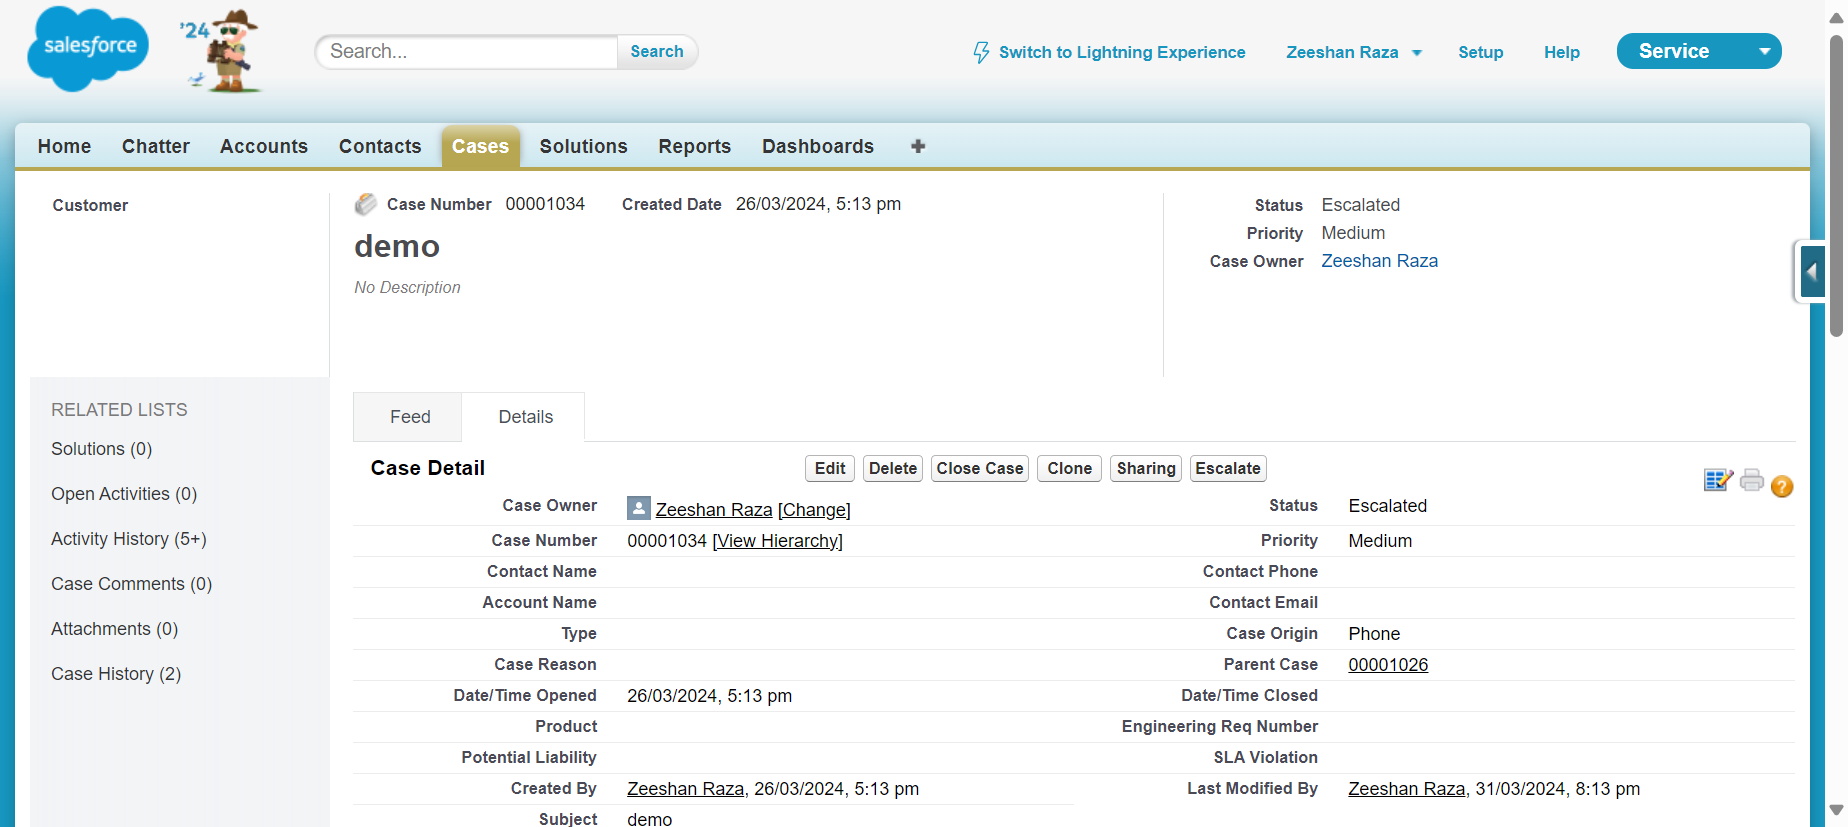 salesforce
'24
Search...
Search
Switch to Lightning Experience
Zeeshan Raza
Setup
Help
Service
Home
Chatter
Accounts
Contacts
Cases
Solutions
Reports
Dashboards
Customer
Case Number 00001034 Created Date 26/03/2024, 5:13 pm
demo
No Description
Status Escalated
Priority Medium
Case Owner Zeeshan Raza
RELATED LISTS
Solutions (0)
Open Activities (0)
Activity History (5+)
Case Comments (0)
Attachments (0)
Case History (2)
Feed
Details
Case Detail
Edit
Delete
Close Case
Clone
Sharing
Escalate
?
Case Owner Zeeshan Raza [Change] Status Escalated
Case Number 00001034 [View Hierarchy] Priority Medium
Contact Name Contact Phone
Account Name Contact Email
Type Case Origin Phone
Case Reason Parent Case 00001026
Date/Time Opened 26/03/2024, 5:13 pm Date/Time Closed
Product Engineering Req Number
Potential Liability SLA Violation
Created By Zeeshan Raza, 26/03/2024, 5:13 pm Last Modified By Zeeshan Raza, 31/03/2024, 8:13 pm
Subject demo